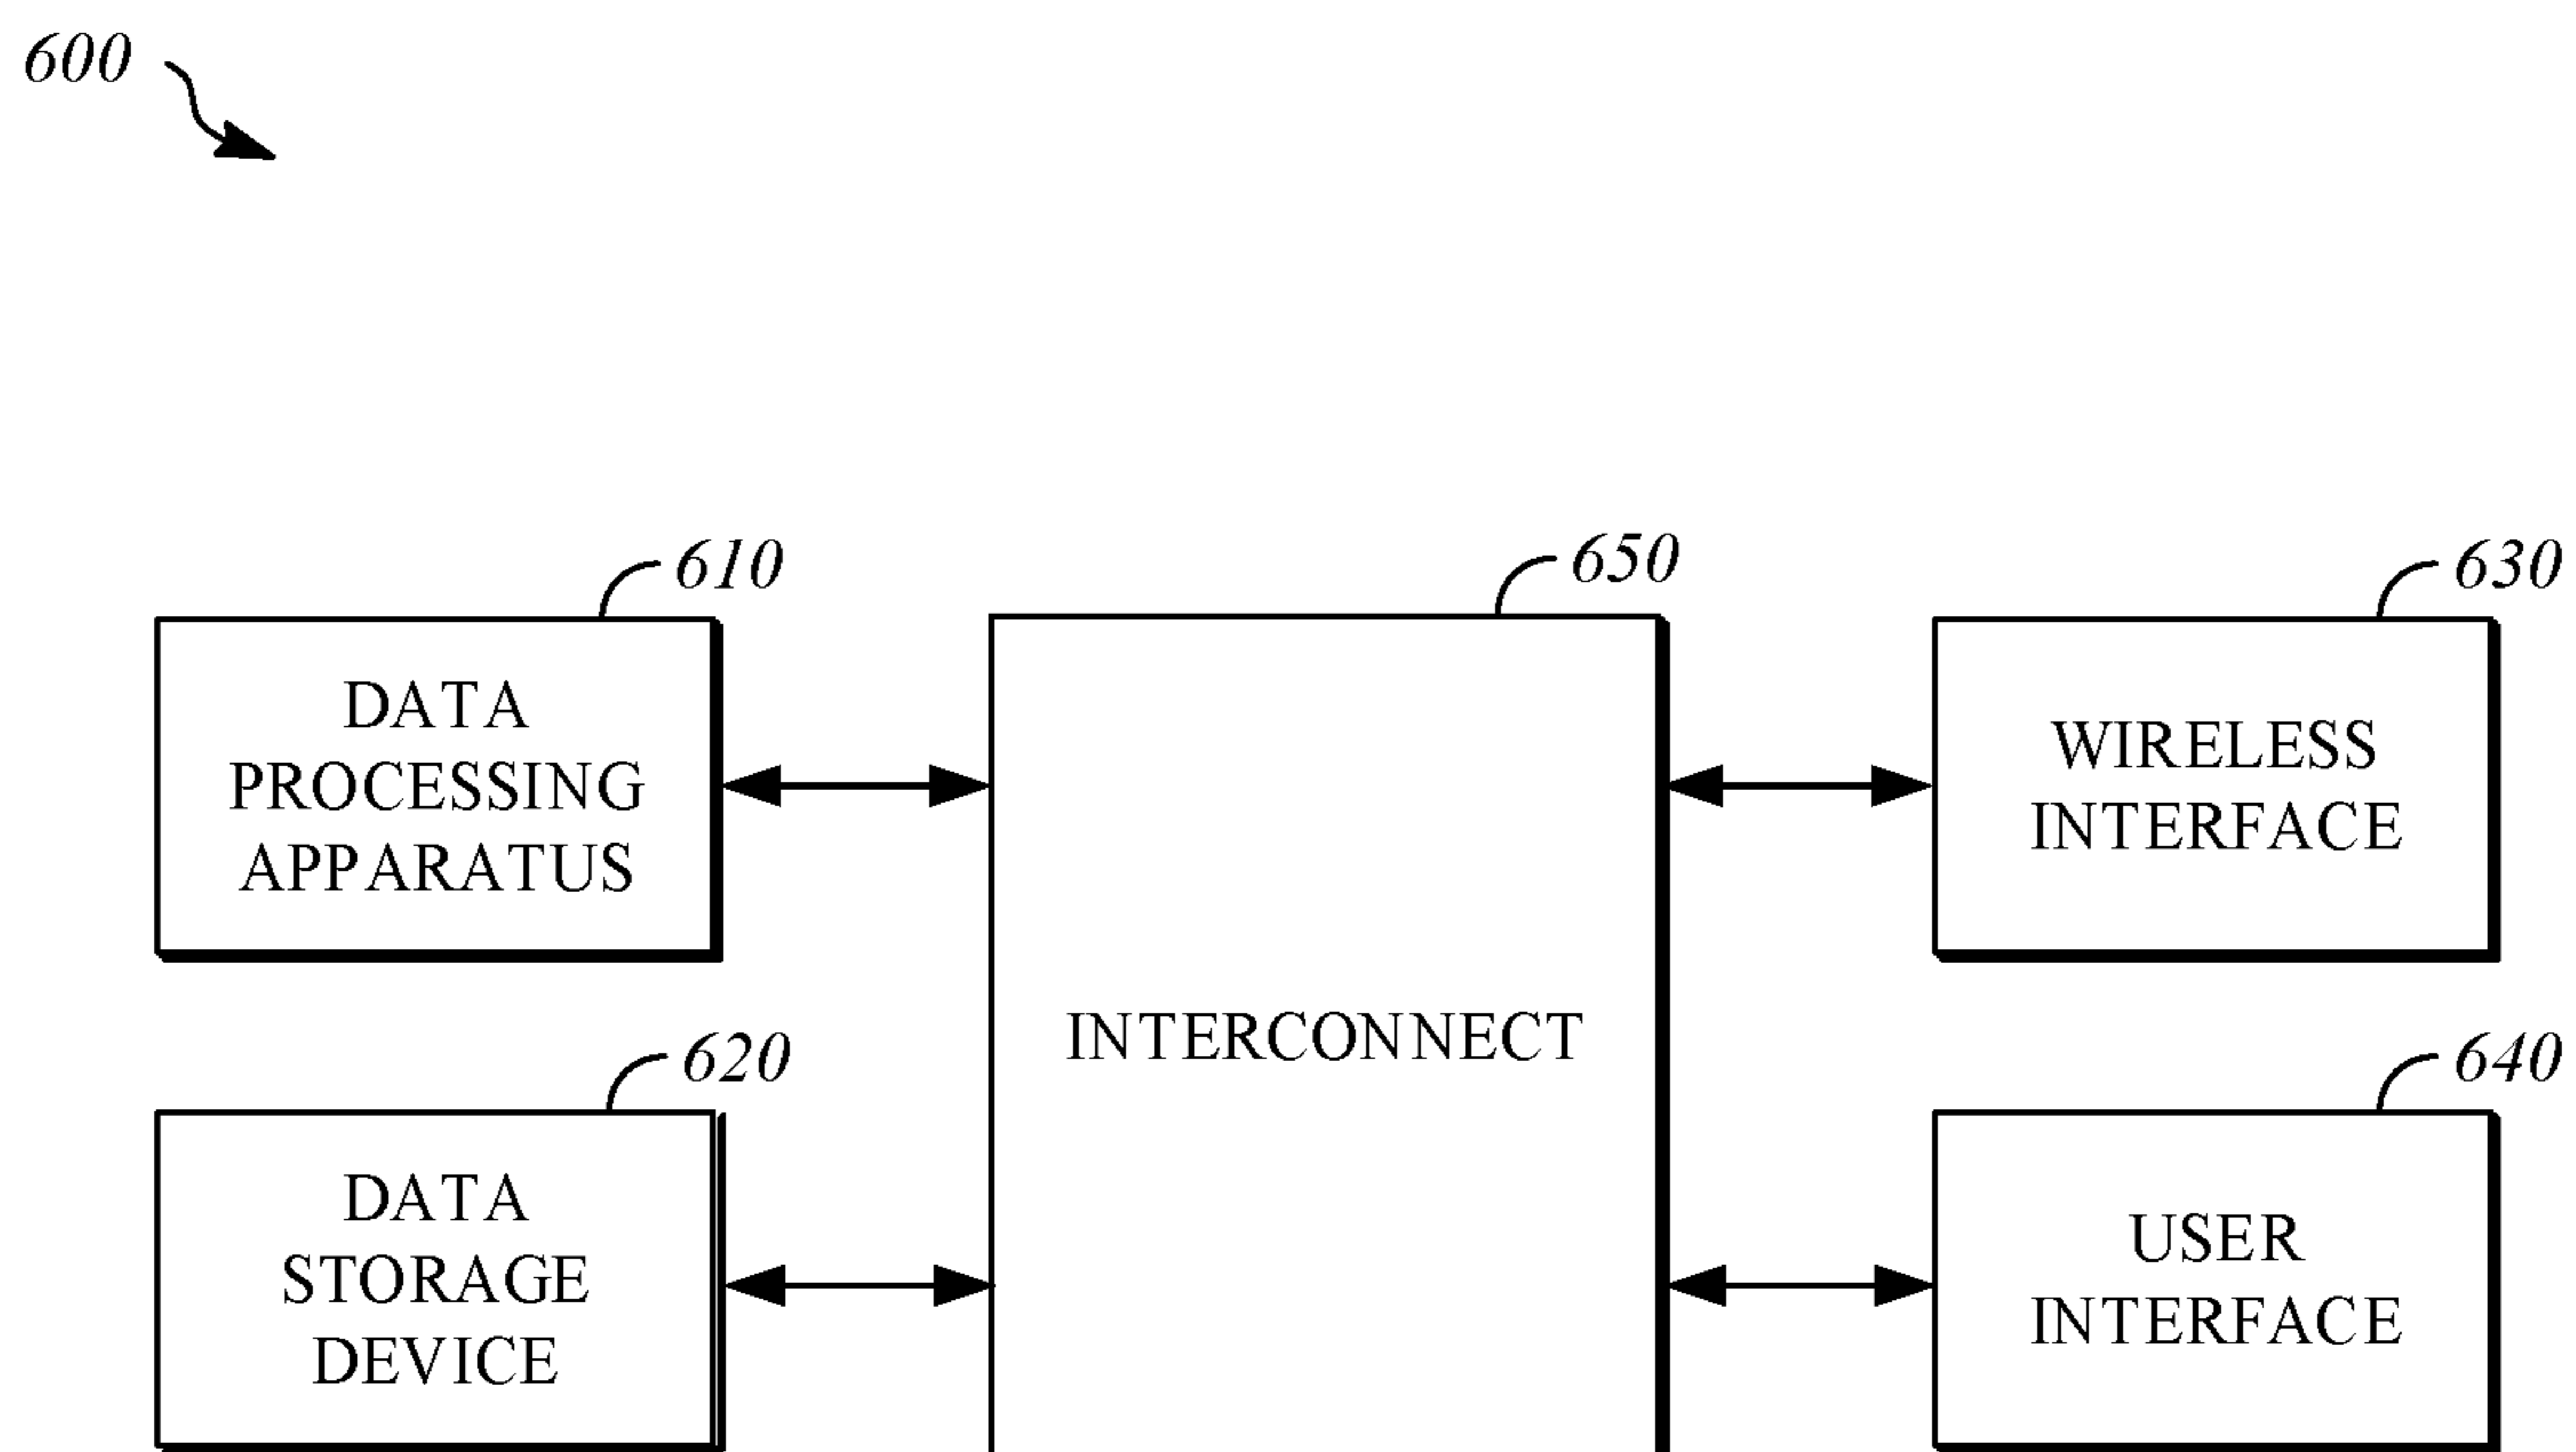 600
610
DATA
PROCESSING
APPARATUS
650
INTERCONNECT
630
WIRELESS
INTERFACE
620
DATA
STORAGE
DEVICE
640
USER
INTERFACE